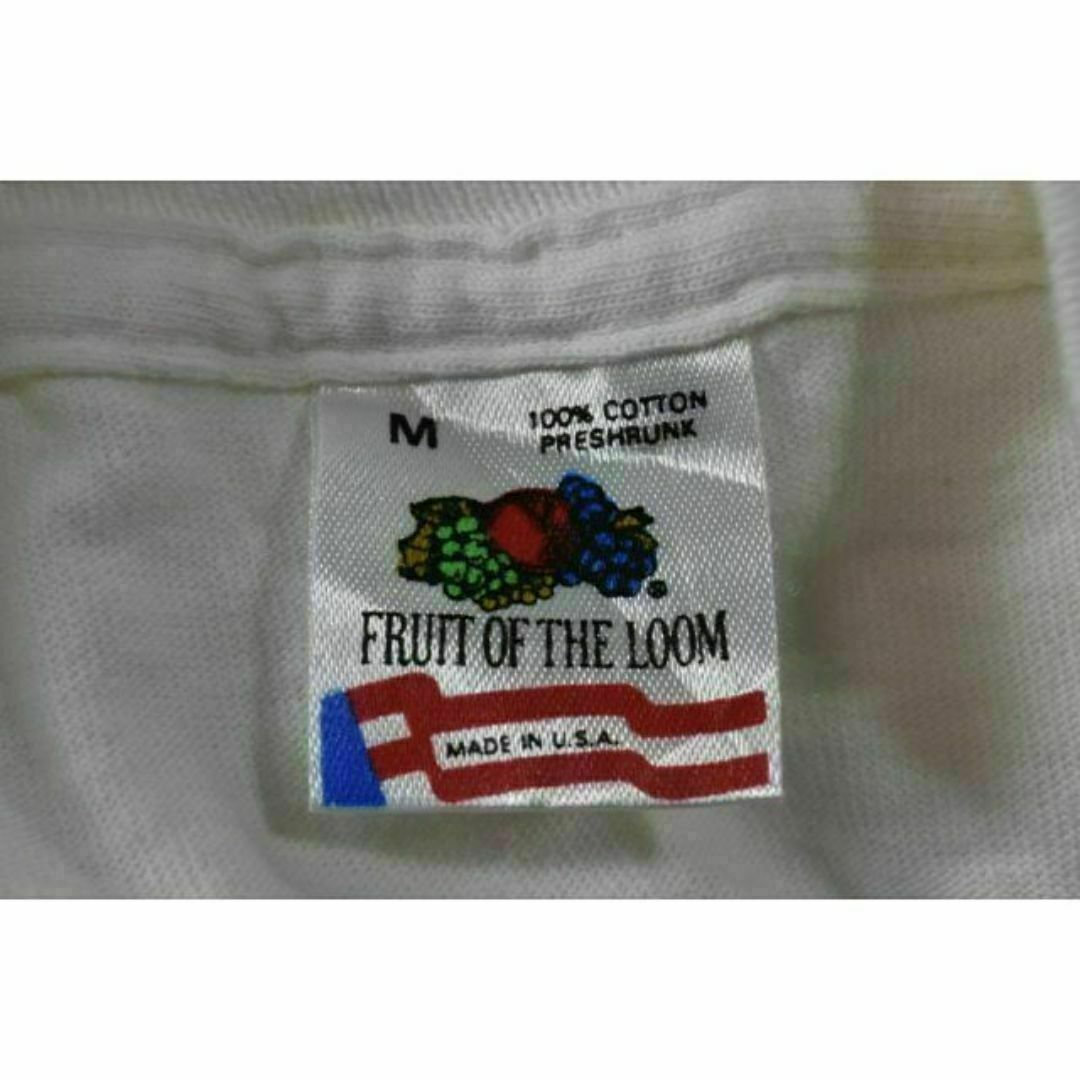 M
100% COTTON
PRESHRUNK
®
FRUIT OF THE LOOM
MADE IN U.S.A.